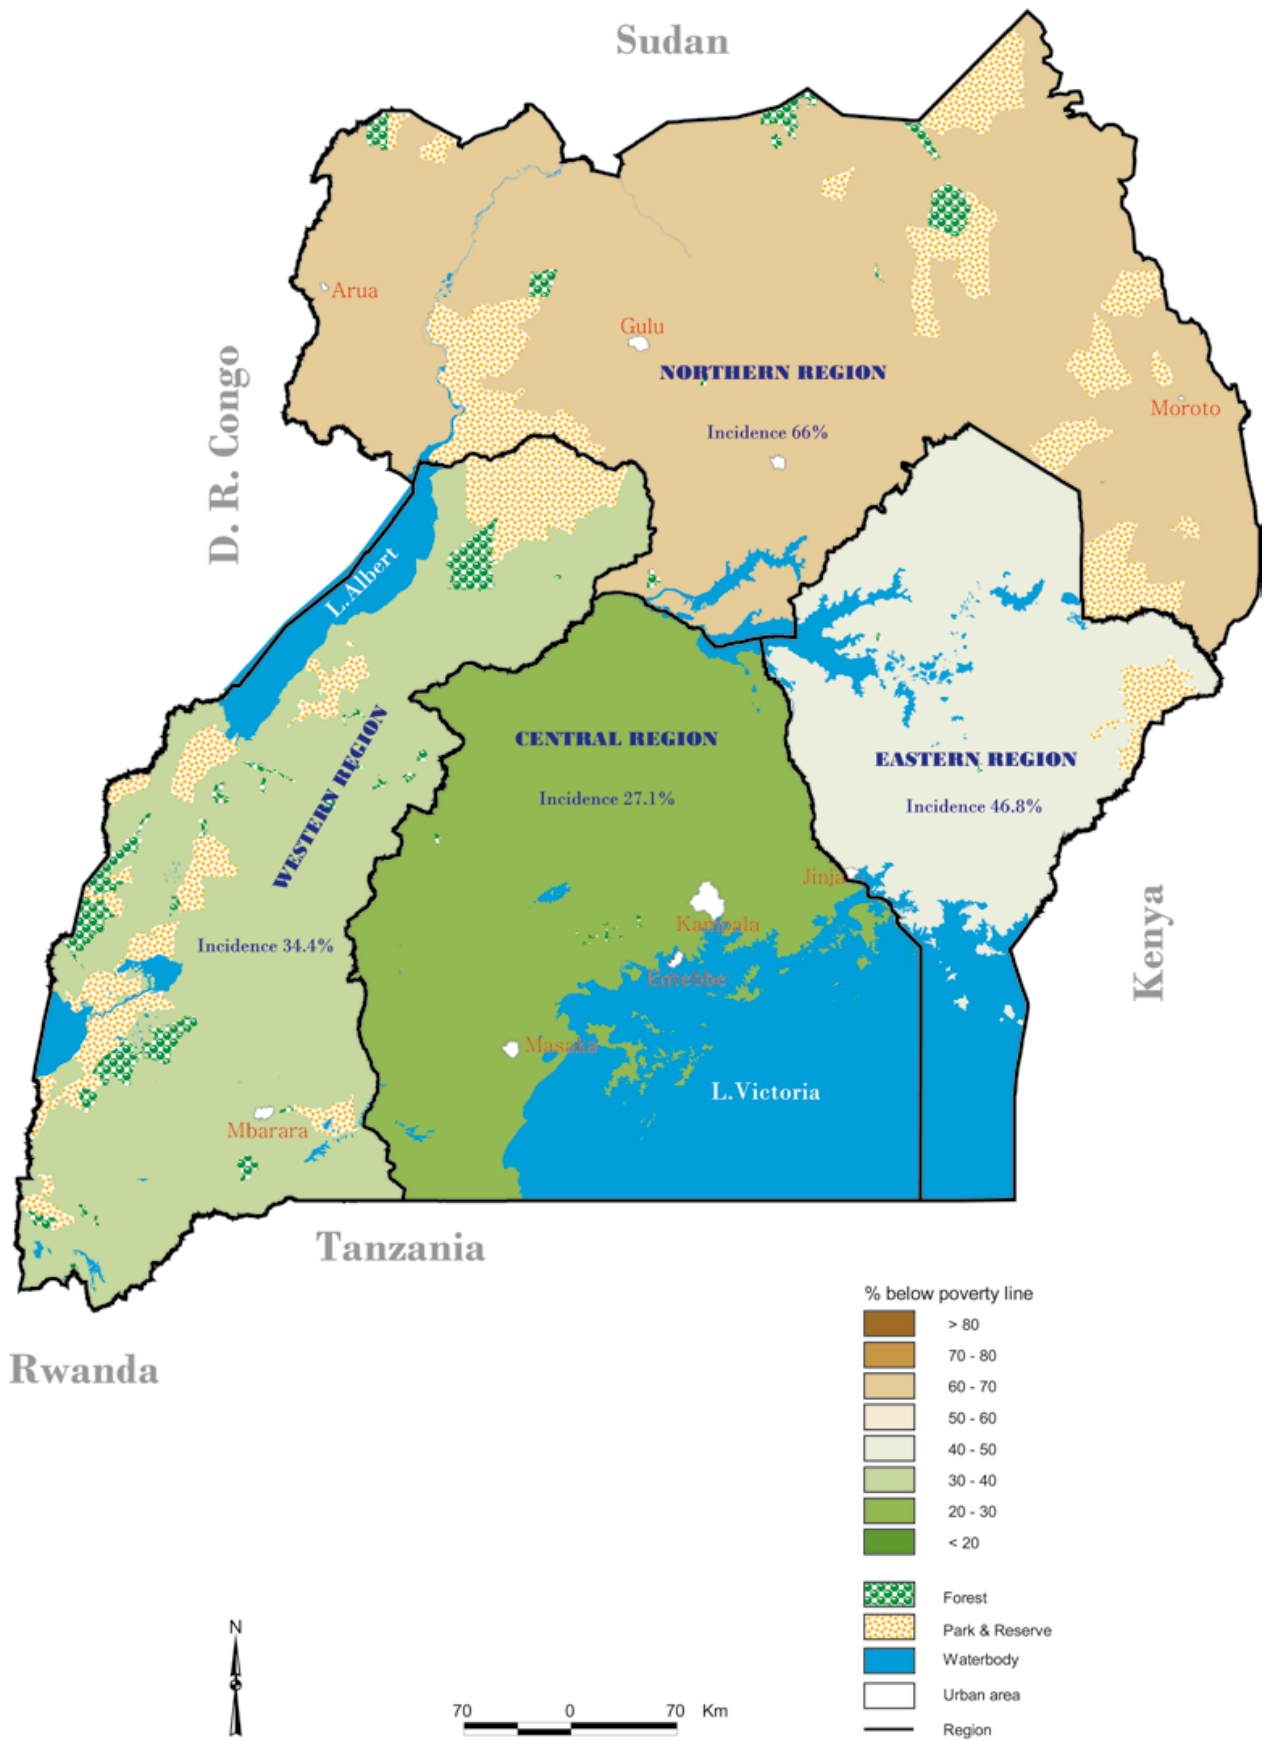 Sudan
Arua
Gulu
NORTHERN REGION
Incidence 66%
Moroto
D. R. Congo
L.Albert
WESTERN REGION
Incidence 34.4%
CENTRAL REGION
Incidence 27.1%
EASTERN REGION
Incidence 46.8%
Jinja
Kampala
Entebbe
Masaka
L.Victoria
Mbarara
Kenya
Tanzania
Rwanda
% below poverty line
> 80
70 - 80
60 - 70
50 - 60
40 - 50
30 - 40
20 - 30
< 20
Forest
Park & Reserve
Waterbody
Urban area
Region
N
70 0 70 Km